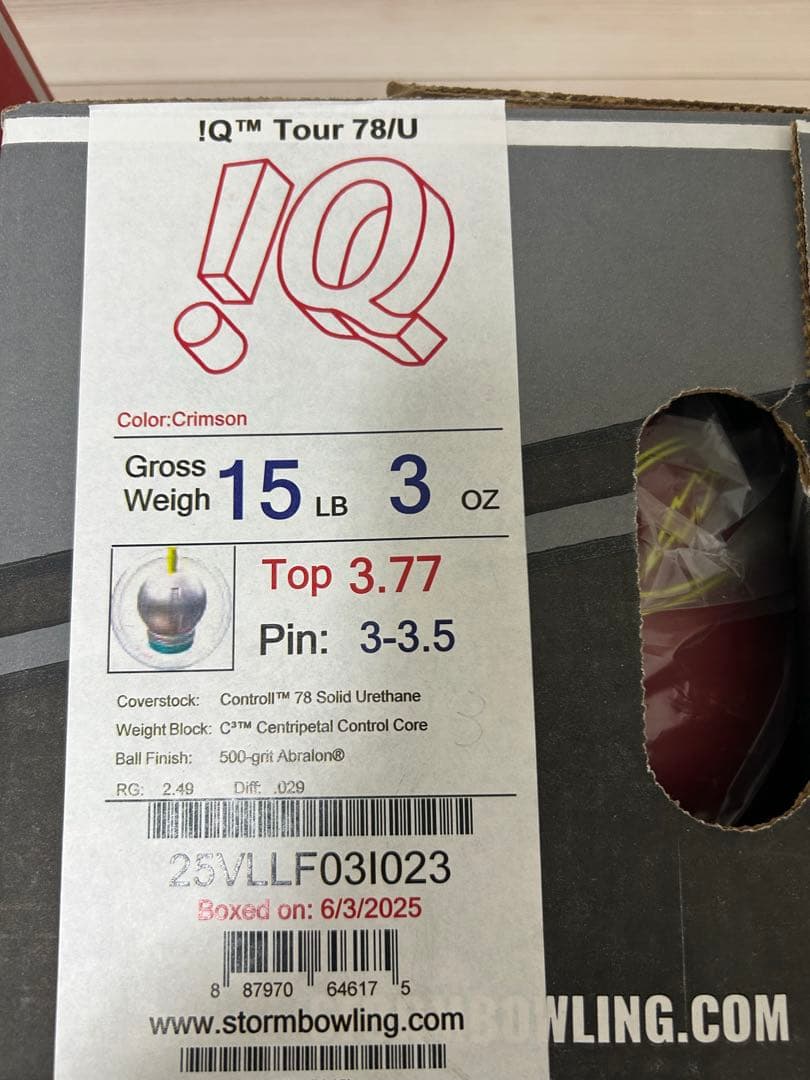 !Q™ Tour 78/U
!Q
Color:Crimson
Gross Weigh 15 LB 3 OZ
Top 3.77
Pin: 3-3.5
Coverstock: Controll™ 78 Solid Urethane
Weight Block: C³™ Centripetal Control Core
Ball Finish: 500-grit Abralon®
RG: 2.49 Diff: .029
25VLLF03I023
Boxed on: 6/3/2025
8 87970 64617 5
www.stormbowling.com
WLING.COM